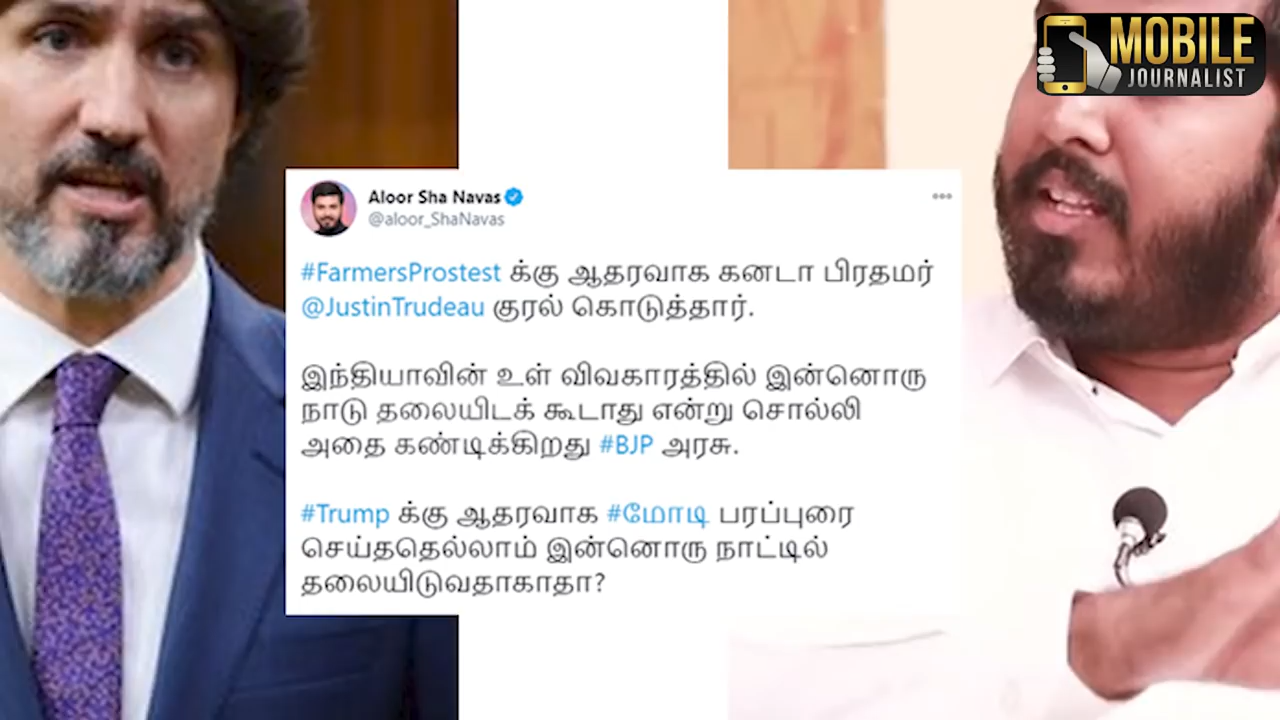 MOBILE
JOURNALIST
Aloor Sha Navas
@aloor_ShaNavas
#FarmersProstest க்கு ஆதரவாக கனடா பிரதமர்
@JustinTrudeau குரல் கொடுத்தார்.
இந்தியாவின் உள் விவகாரத்தில் இன்னொரு
நாடு தலையிடக் கூடாது என்று சொல்லி
அதை கண்டிக்கிறது #BJP அரசு.
#Trump க்கு ஆதரவாக #மோடி பரப்புரை
செய்ததெல்லாம் இன்னொரு நாட்டில்
தலையிடுவதாகாதா?